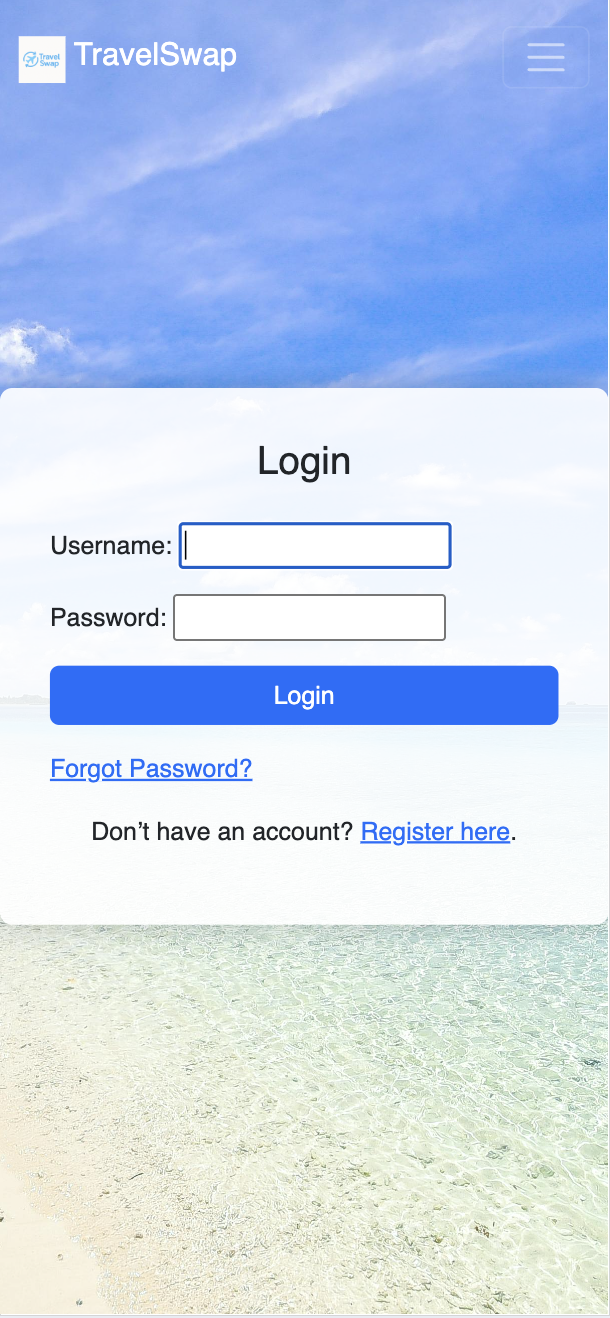 Travel
Swap
TravelSwap
Login
Username:
Password:
Login
Forgot Password?
Don’t have an account? Register here.